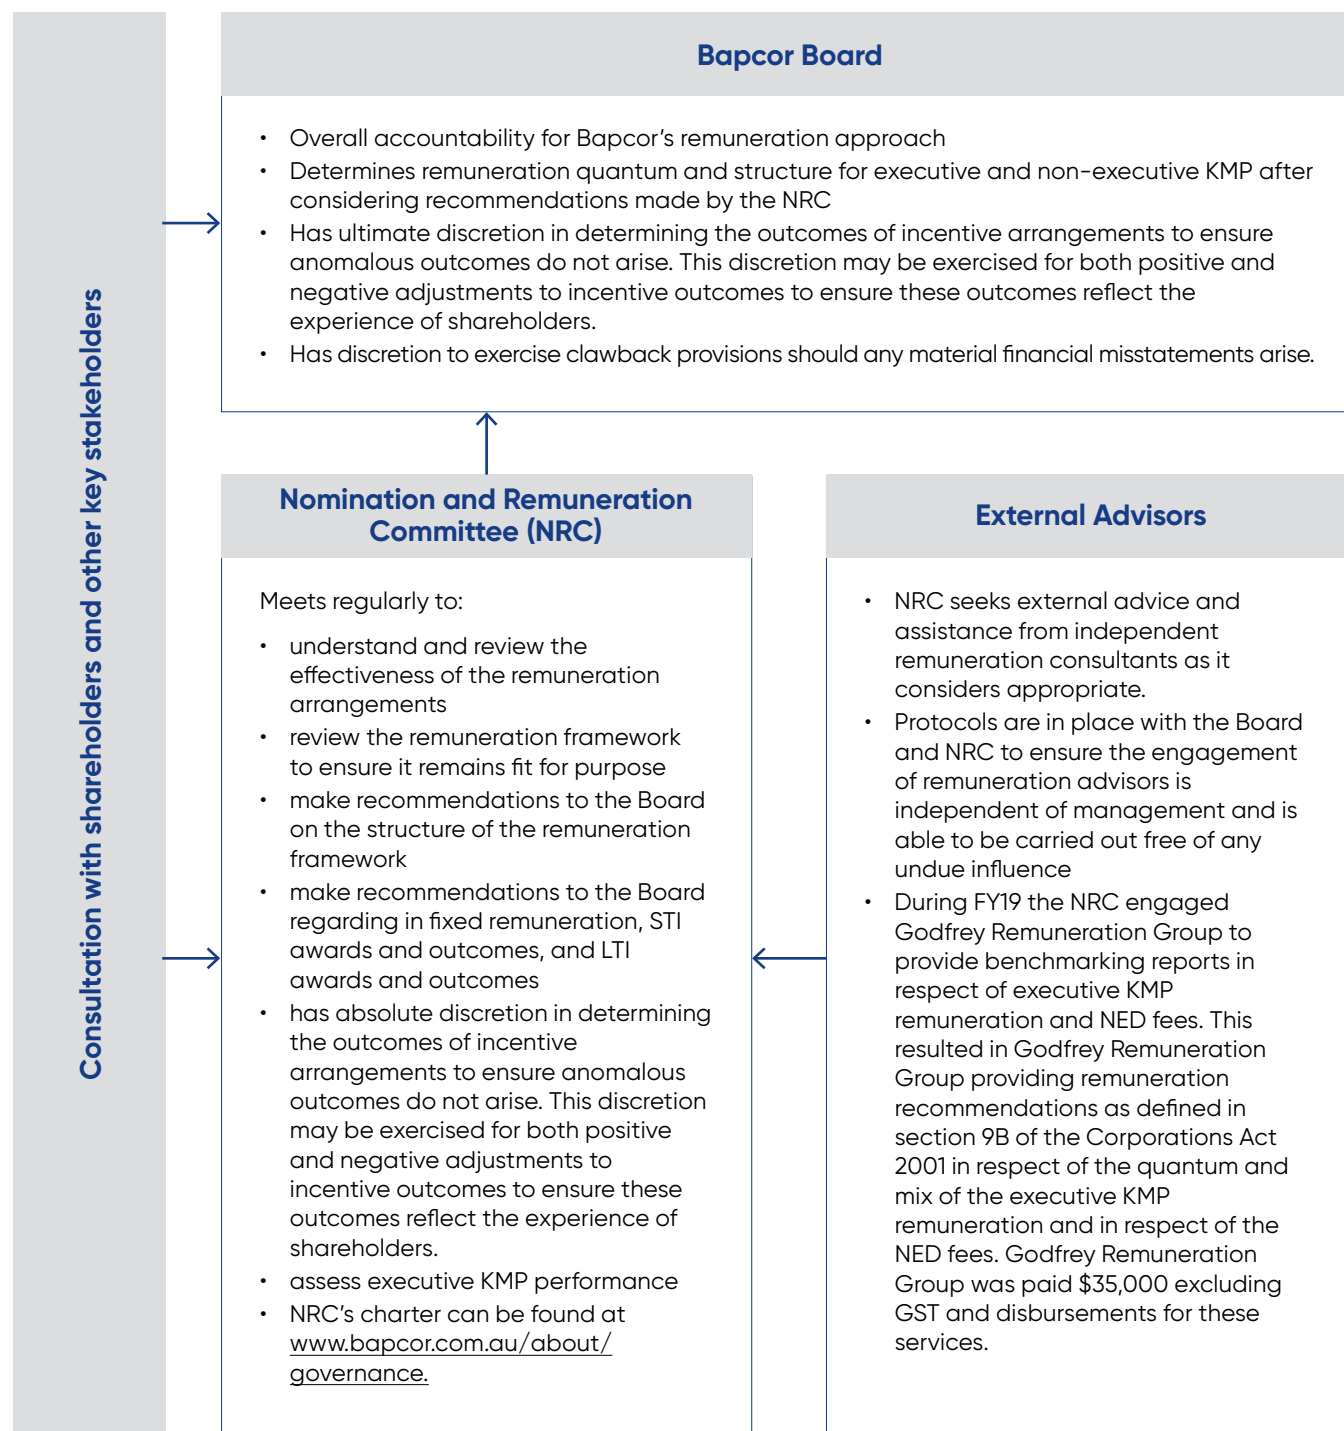 Consultation with shareholders and other key stakeholders
Bapcor Board
• Overall accountability for Bapcor's remuneration approach
• Determines remuneration quantum and structure for executive and non-executive KMP after
considering recommendations made by the NRC
• Has ultimate discretion in determining the outcomes of incentive arrangements to ensure
anomalous outcomes do not arise. This discretion may be exercised for both positive and
negative adjustments to incentive outcomes to ensure these outcomes reflect the
experience of shareholders.
• Has discretion to exercise clawback provisions should any material financial misstatements arise.
Nomination and Remuneration
Committee (NRC)
Meets regularly to:
• understand and review the
effectiveness of the remuneration
arrangements
• review the remuneration framework
to ensure it remains fit for purpose
• make recommendations to the Board
on the structure of the remuneration
framework
• make recommendations to the Board
regarding in fixed remuneration, STI
awards and outcomes, and LTI
awards and outcomes
• has absolute discretion in determining
the outcomes of incentive
arrangements to ensure anomalous
outcomes do not arise. This discretion
may be exercised for both positive
and negative adjustments to
incentive outcomes to ensure these
outcomes reflect the experience of
shareholders.
• assess executive KMP performance
• NRC's charter can be found at
www.bapcor.com.au/about/
governance.
External Advisors
• NRC seeks external advice and
assistance from independent
remuneration consultants as it
considers appropriate.
• Protocols are in place with the Board
and NRC to ensure the engagement
of remuneration advisors is
independent of management and is
able to be carried out free of any
undue influence
• During FY19 the NRC engaged
Godfrey Remuneration Group to
provide benchmarking reports in
respect of executive KMP
remuneration and NED fees. This
resulted in Godfrey Remuneration
Group providing remuneration
recommendations as defined in
section 9B of the Corporations Act
2001 in respect of the quantum and
mix of the executive KMP
remuneration and in respect of the
NED fees. Godfrey Remuneration
Group was paid $35,000 excluding
GST and disbursements for these
services.